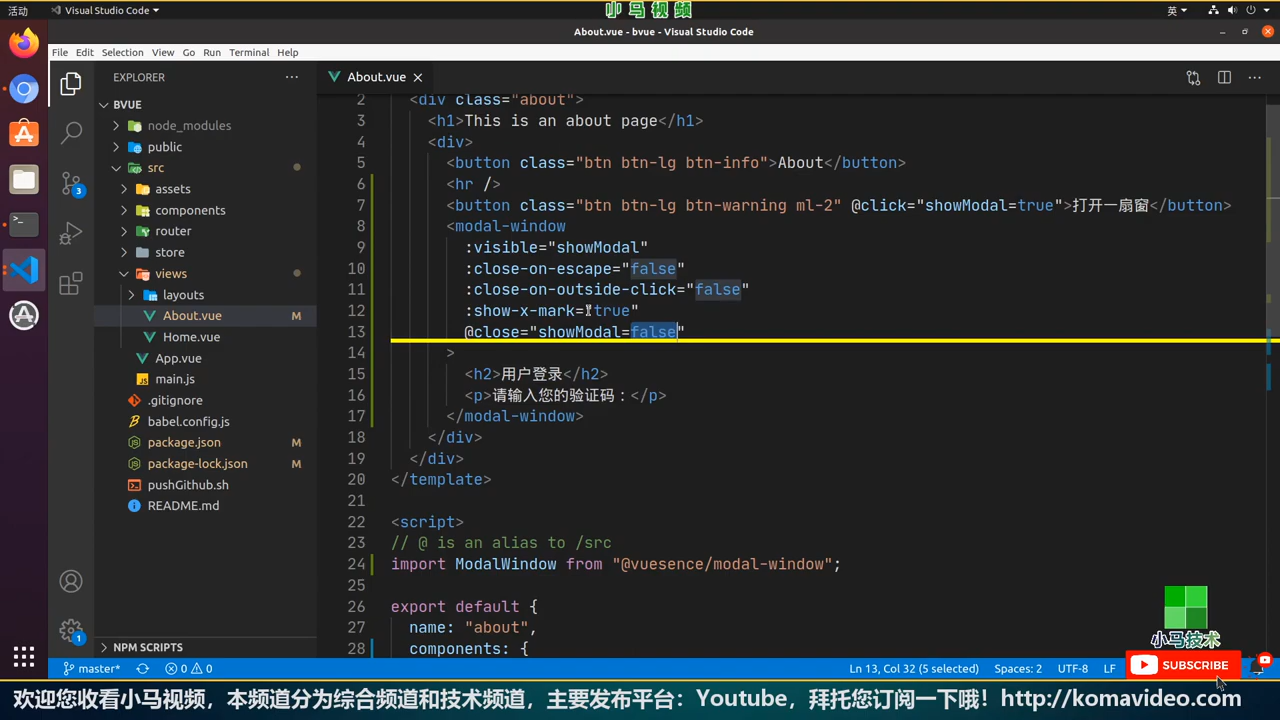 活动
Visual Studio Code
小马视频
英
About.vue - bvue - Visual Studio Code
File Edit Selection View Go Run Terminal Help
EXPLORER
BVUE
node_modules
public
src
assets
components
router
store
views
layouts
About.vue M
Home.vue
App.vue
main.js
.gitignore
babel.config.js
package.json M
package-lock.json M
pushGithub.sh
README.md
NPM SCRIPTS
3
1
About.vue
2 <div class="about">
3 <h1>This is an about page</h1>
4 <div>
5 <button class="btn btn-lg btn-info">About</button>
6 <hr />
7 <button class="btn btn-lg btn-warning ml-2" @click="showModal=true">打开一扇窗</button>
8 <modal-window
9 :visible="showModal"
10 :close-on-escape="false"
11 :close-on-outside-click="false"
12 :show-x-mark="true"
13 @close="showModal=false"
14 >
15 <h2>用户登录</h2>
16 <p>请输入您的验证码：</p>
17 </modal-window>
18 </div>
19 </div>
20 </template>
21
22 <script>
23 // @ is an alias to /src
24 import ModalWindow from "@vuesence/modal-window";
25
26 export default {
27 name: "about",
28 components: {
小马技术
SUBSCRIBE
master* 0 0 Ln 13, Col 32 (5 selected) Spaces: 2 UTF-8 LF
欢迎您收看小马视频，本频道分为综合频道和技术频道，主要发布平台：Youtube，拜托您订阅一下哦！http://komavideo.com